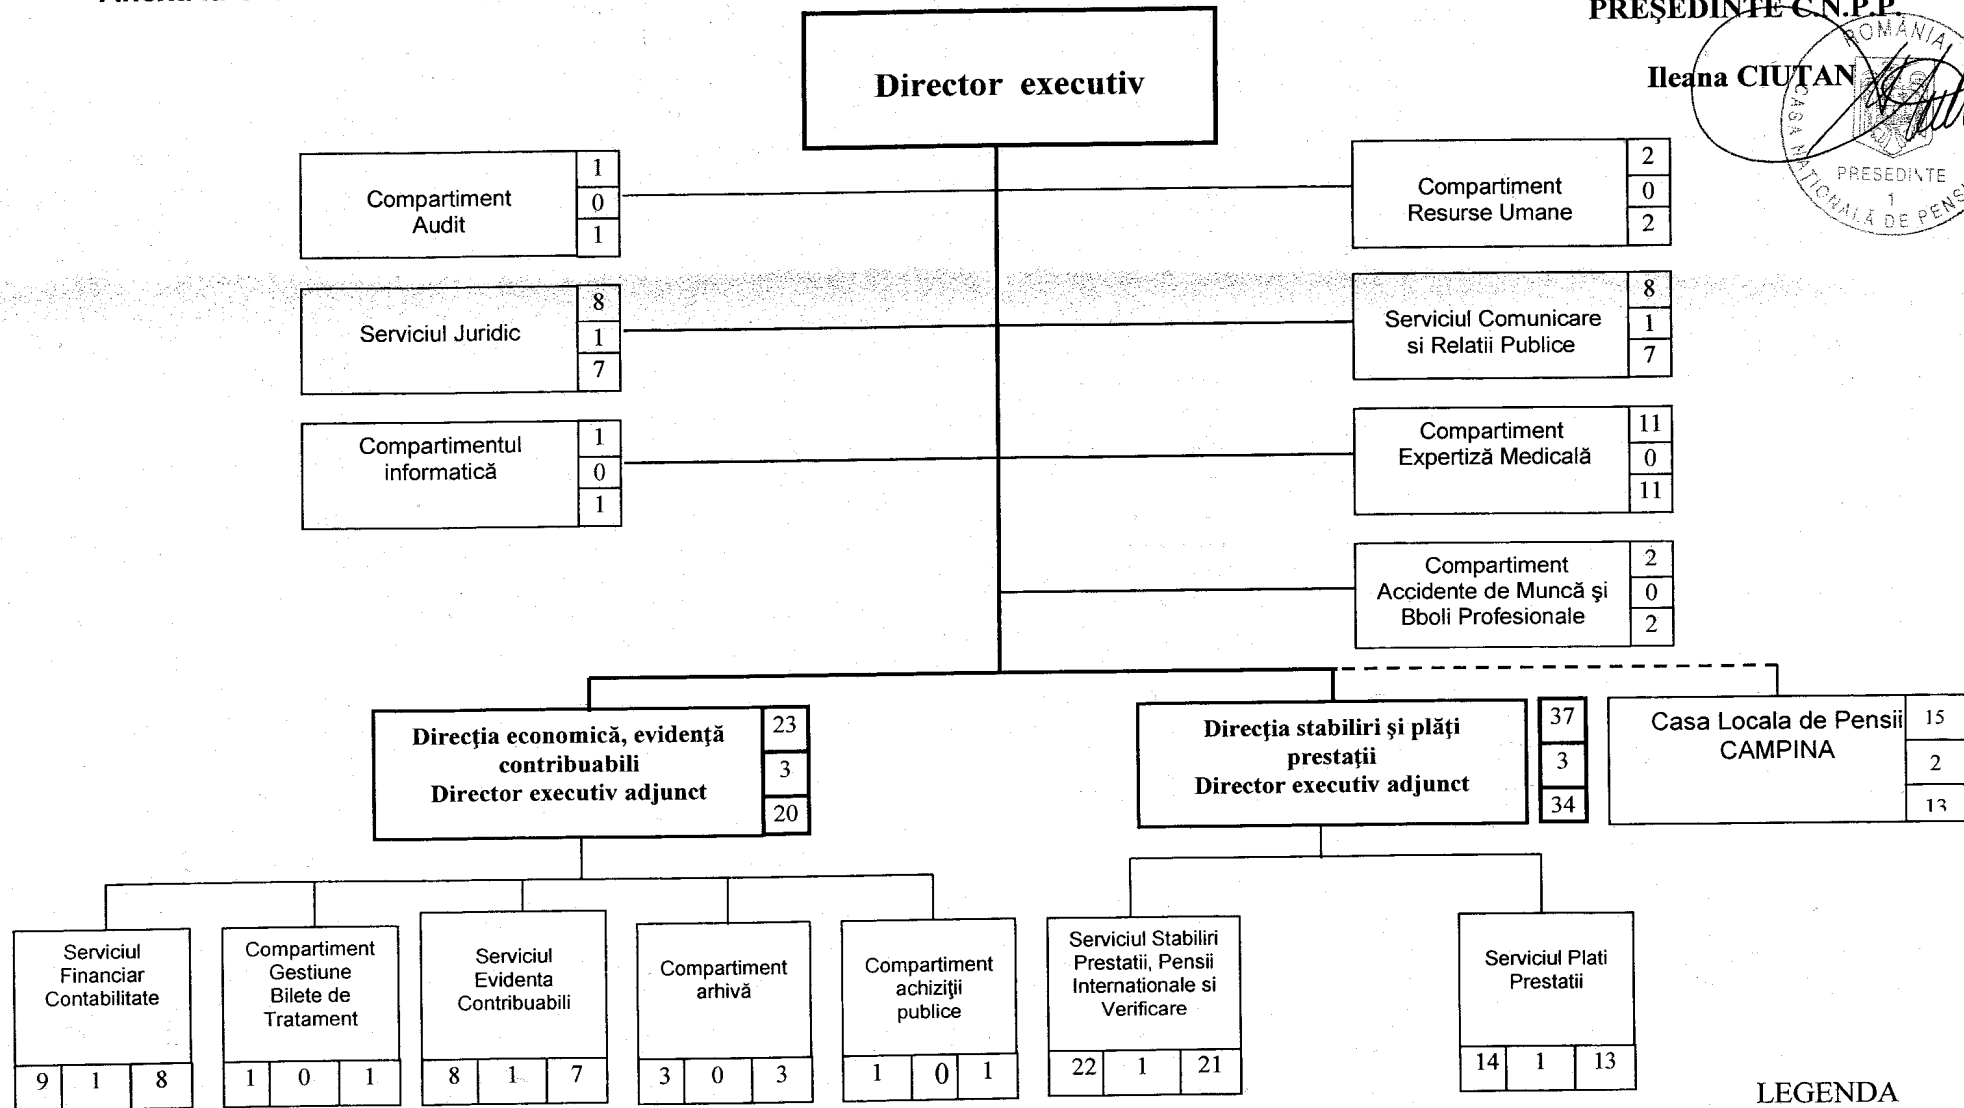 PREŞEDINTE C.N.P.P.
Ileana CIUTAN
ROMÂNIA
CASA NAŢIONALĂ DE
PRESEDINTE
1
Director  executiv
Compartiment
Audit
1
0
1
Compartiment
Resurse Umane
2
0
2
Serviciul Juridic
8
1
7
Serviciul Comunicare
si Relatii Publice
8
1
7
Compartimentul
informatică
1
0
1
Compartiment
Expertiză Medicală
11
0
11
Compartiment
Accidente de Muncă şi
Bboli Profesionale
2
0
2
Direcţia economică, evidenţă
contribuabili
Director executiv adjunct
23
3
20
Direcţia stabiliri şi plăţi
prestaţii
Director executiv adjunct
37
3
34
Casa Locala de Pensii
CAMPINA
15
2
13
Serviciul
Financiar
Contabilitate
9 1 8
Compartiment
Gestiune
Bilete de
Tratament
1 0 1
Serviciul
Evidenta
Contribuabili
8 1 7
Compartiment
arhivă
3 0 3
Compartiment
achiziţii
publice
1 0 1
Serviciul Stabiliri
Prestatii, Pensii
Internationale si
Verificare
22 1 21
Serviciul Plati
Prestatii
14 1 13
LEGENDA